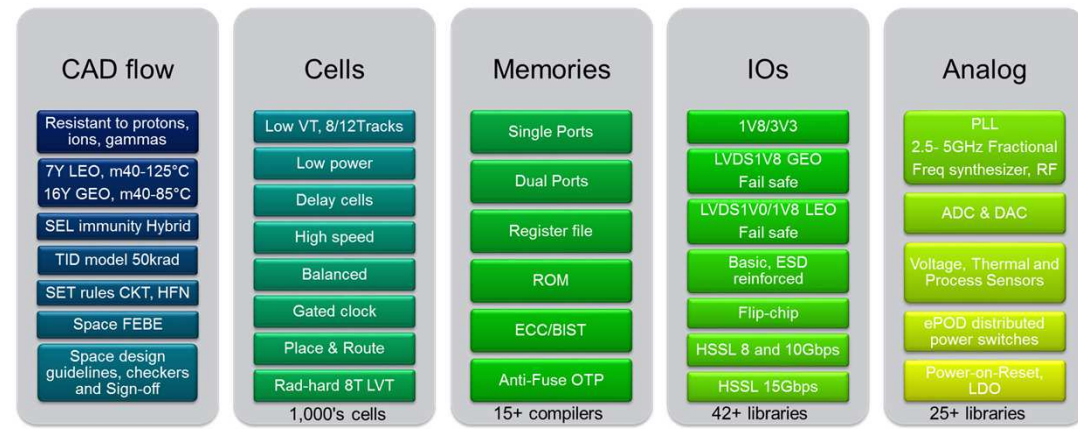 CAD flow
Resistant to protons,
ions, gammas
7Y LEO, m40-125°C
16Y GEO, m40-85°C
SEL immunity Hybrid
TID model 50krad
SET rules CKT, HFN
Space FEBE
Space design
guidelines, checkers
and Sign-off
Cells
Low VT, 8/12Tracks
Low power
Delay cells
High speed
Balanced
Gated clock
Place & Route
Rad-hard 8T LVT
1,000's cells
Memories
Single Ports
Dual Ports
Register file
ROM
ECC/BIST
Anti-Fuse OTP
15+ compilers
IOs
1V8/3V3
LVDS1V8 GEO
Fail safe
LVDS1V0/1V8 LEO
Fail safe
Basic, ESD
reinforced
Flip-chip
HSSL 8 and 10Gbps
HSSL 15Gbps
42+ libraries
Analog
PLL
2.5- 5GHz Fractional
Freq synthesizer, RF
ADC & DAC
Voltage, Thermal and
Process Sensors
ePOD distributed
power switches
Power-on-Reset,
LDO
25+ libraries